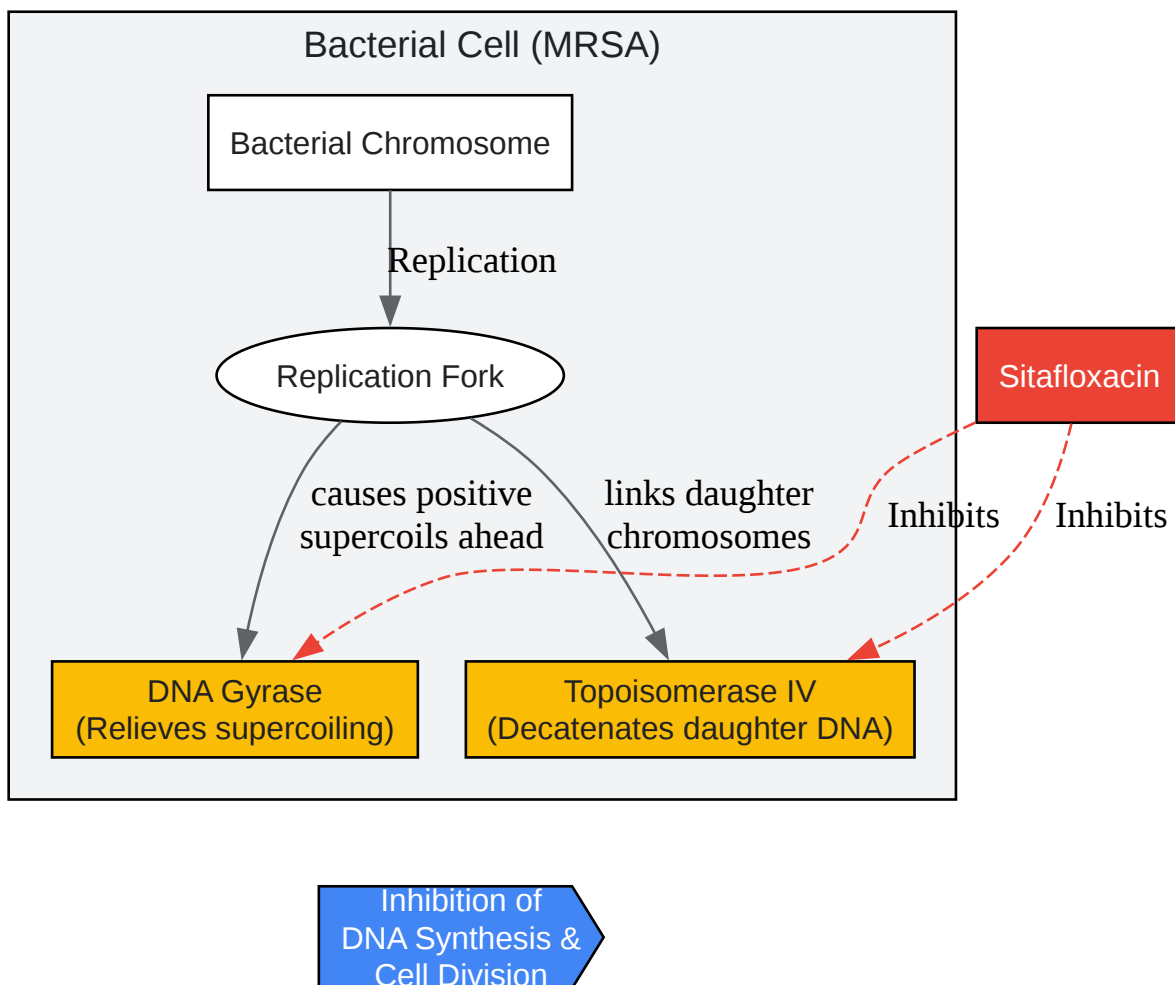 Bacterial Cell (MRSA)
Bacterial Chromosome
Replication
Replication Fork
Sitafloxacin
causes positive
supercoils ahead
links daughter
chromosomes
Inhibits
Inhibits
DNA Gyrase
(Relieves supercoiling)
Topoisomerase IV
(Decatenates daughter DNA)
Inhibition of
DNA Synthesis &
Cell Division